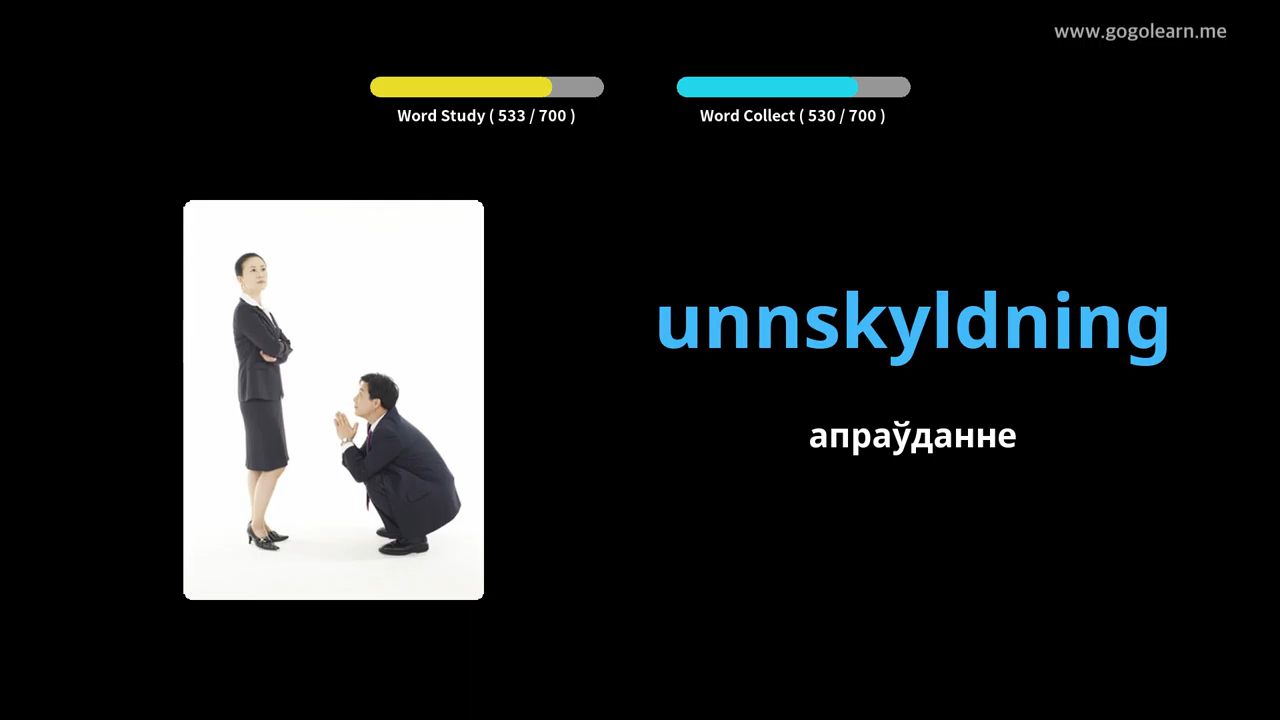 www.gogolearn.me
Word Study ( 533 / 700 )
Word Collect ( 530 / 700 )
unnskyldning
апраўданне